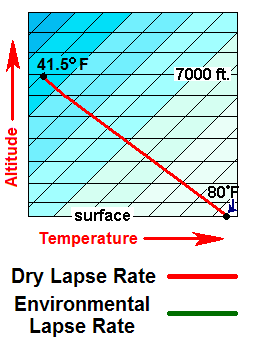 41.5° F
7000 ft.
Altitude
80°F
surface
Temperature
Dry Lapse Rate
Environmental
Lapse Rate